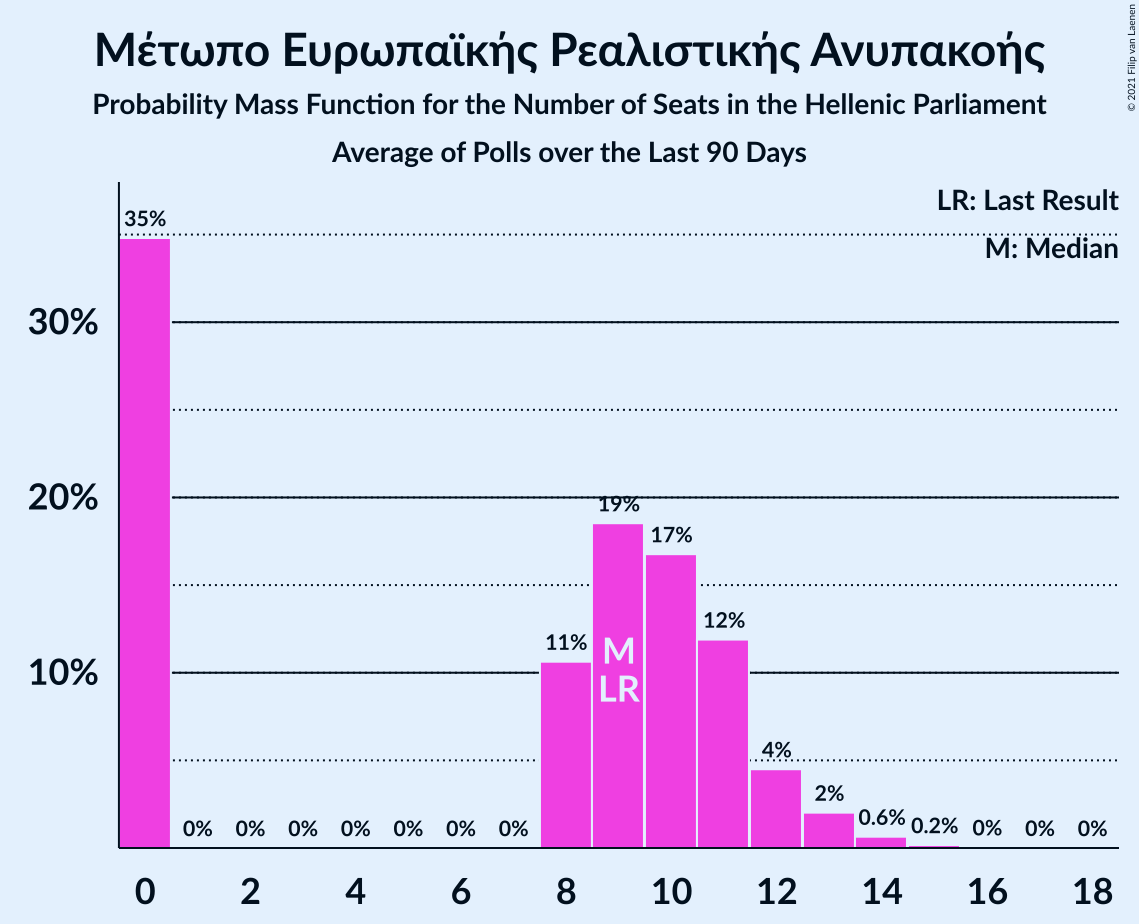 Μέτωπο Ευρωπαϊκής Ρεαλιστικής Ανυπακοής
Probability Mass Function for the Number of Seats in the Hellenic Parliament
Average of Polls over the Last 90 Days
© 2021 Filip van Laenen
LR: Last Result
M: Median
35%
30%
20%
19%
17%
12%
11%
M
LR
10%
4%
2%
0% 0% 0% 0% 0% 0% 0% 0.6% 0.2% 0% 0% 0%
0 2 4 6 8 10 12 14 16 18